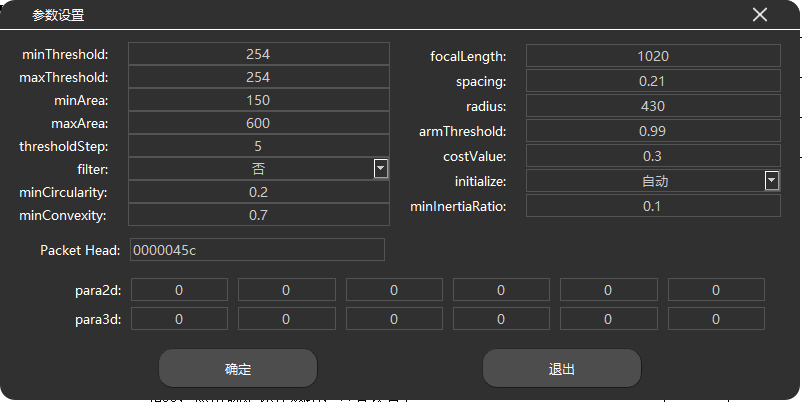 参数设置
minThreshold: 254
maxThreshold: 254
minArea: 150
maxArea: 600
thresholdStep: 5
filter: 否
minCircularity: 0.2
minConvexity: 0.7
focalLength: 1020
spacing: 0.21
radius: 430
armThreshold: 0.99
costValue: 0.3
initialize: 自动
minInertiaRatio: 0.1
Packet Head: 0000045c
para2d: 0 0 0 0 0 0
para3d: 0 0 0 0 0 0
确定 退出